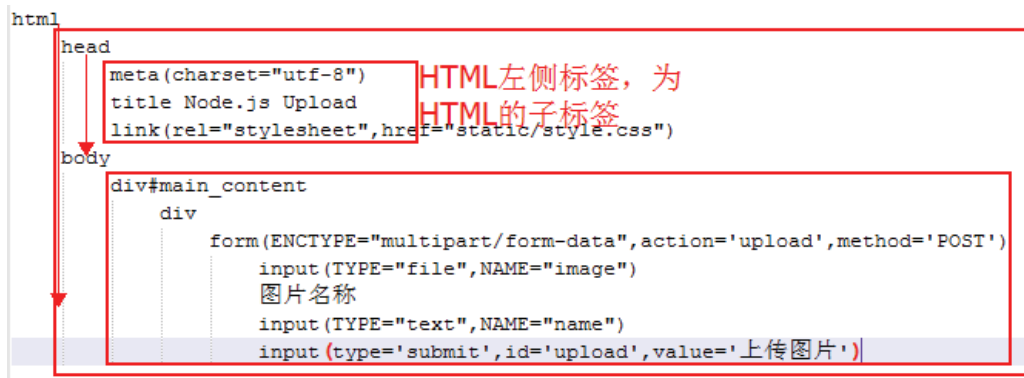 html
head
meta(charset="utf-8")
title Node.js Upload
link(rel="stylesheet",href="static/style.css")
HTML左侧标签，为
HTML的子标签
body
div#main_content
div
form(ENCTYPE="multipart/form-data",action='upload',method='POST')
input(TYPE="file",NAME="image")
图片名称
input(TYPE="text",NAME="name")
input(type='submit',id='upload',value='上传图片')